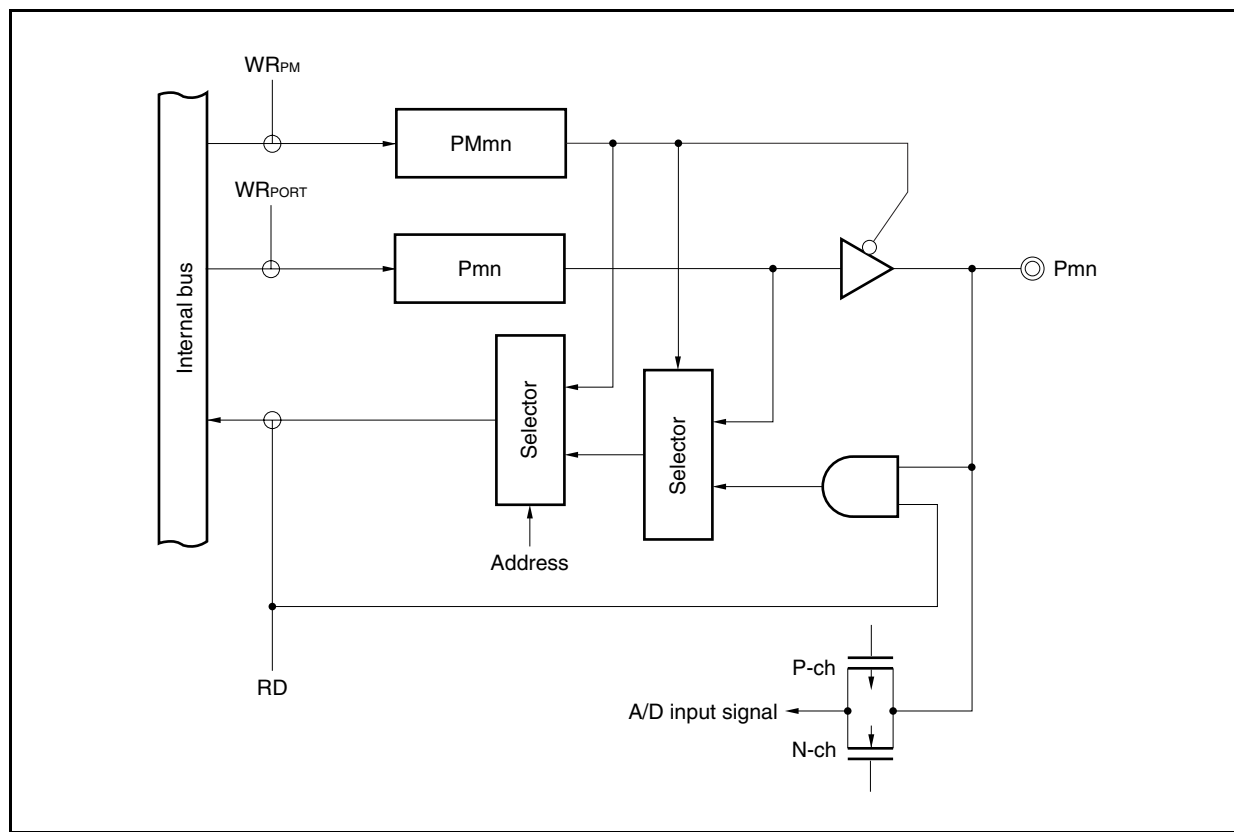 WRPM
PMmn
WRPORT
Pmn
Pmn
Internal bus
Selector
Selector
Address
RD
P-ch
A/D input signal
N-ch